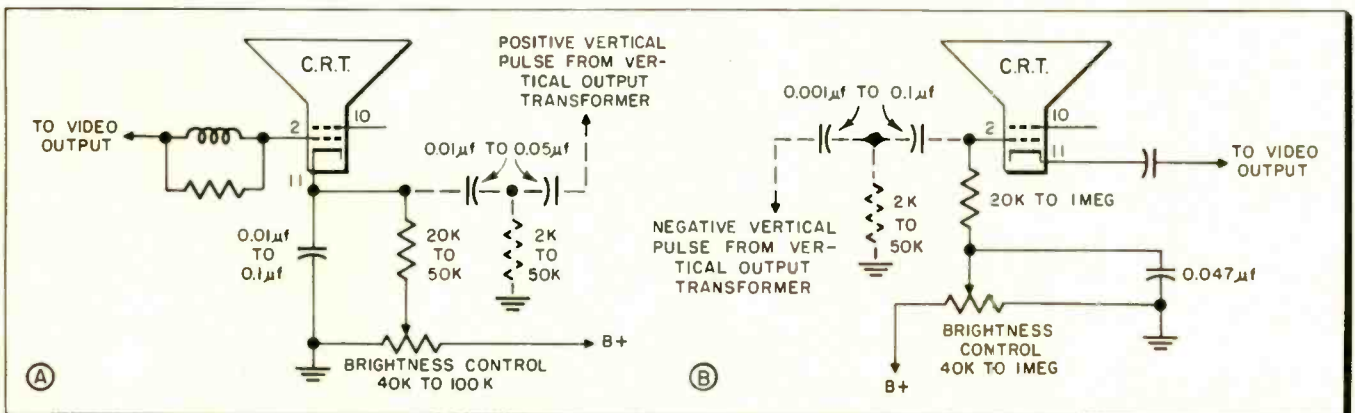 C.R.T.
POSITIVE VERTICAL
PULSE FROM VER-
TICAL OUTPUT
TRANSFORMER
TO VIDEO
OUTPUT
2
10
11
0.01µf TO 0.05µf
0.01µf
TO
0.1µf
20K
TO
50K
2K
TO
50K
B+
BRIGHTNESS CONTROL
40K TO 100K
A
C.R.T.
0.001µf TO 0.1µf
2
10
11
TO VIDEO
OUTPUT
2K
TO
50K
20K TO 1MEG
NEGATIVE VERTICAL
PULSE FROM VER-
TICAL OUTPUT
TRANSFORMER
0.047µf
BRIGHTNESS
CONTROL
40K TO 1MEG
B+
B